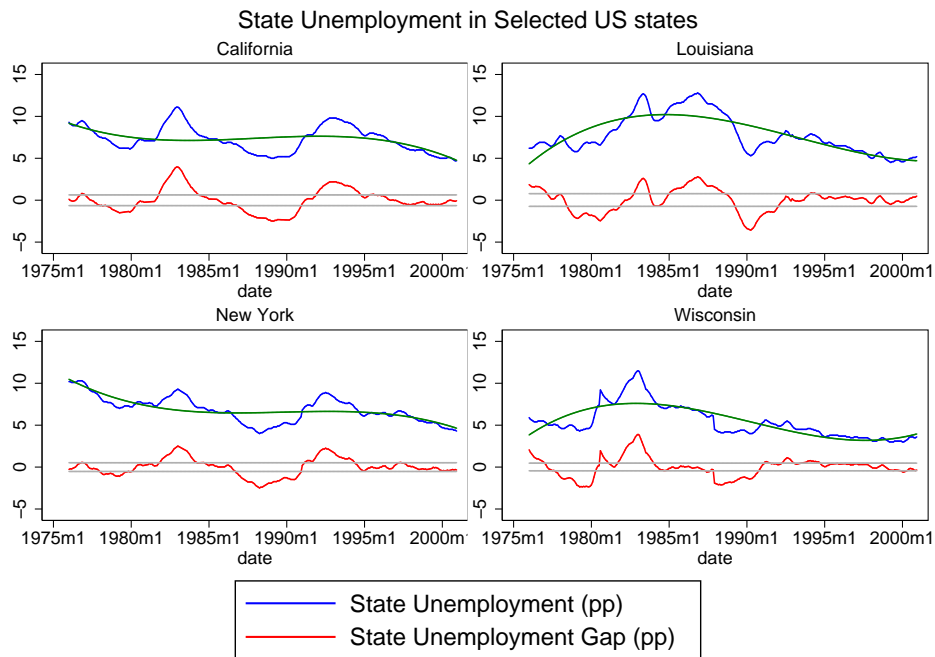 State Unemployment in Selected US states
California
15
10
5
0
−5
1975m1 1980m1 1985m1 1990m1 1995m1 2000m1
date
Louisiana
15
10
5
0
−5
1975m1 1980m1 1985m1 1990m1 1995m1 2000m1
date
New York
15
10
5
0
−5
1975m1 1980m1 1985m1 1990m1 1995m1 2000m1
date
Wisconsin
15
10
5
0
−5
1975m1 1980m1 1985m1 1990m1 1995m1 2000m1
date
State Unemployment (pp)
State Unemployment Gap (pp)